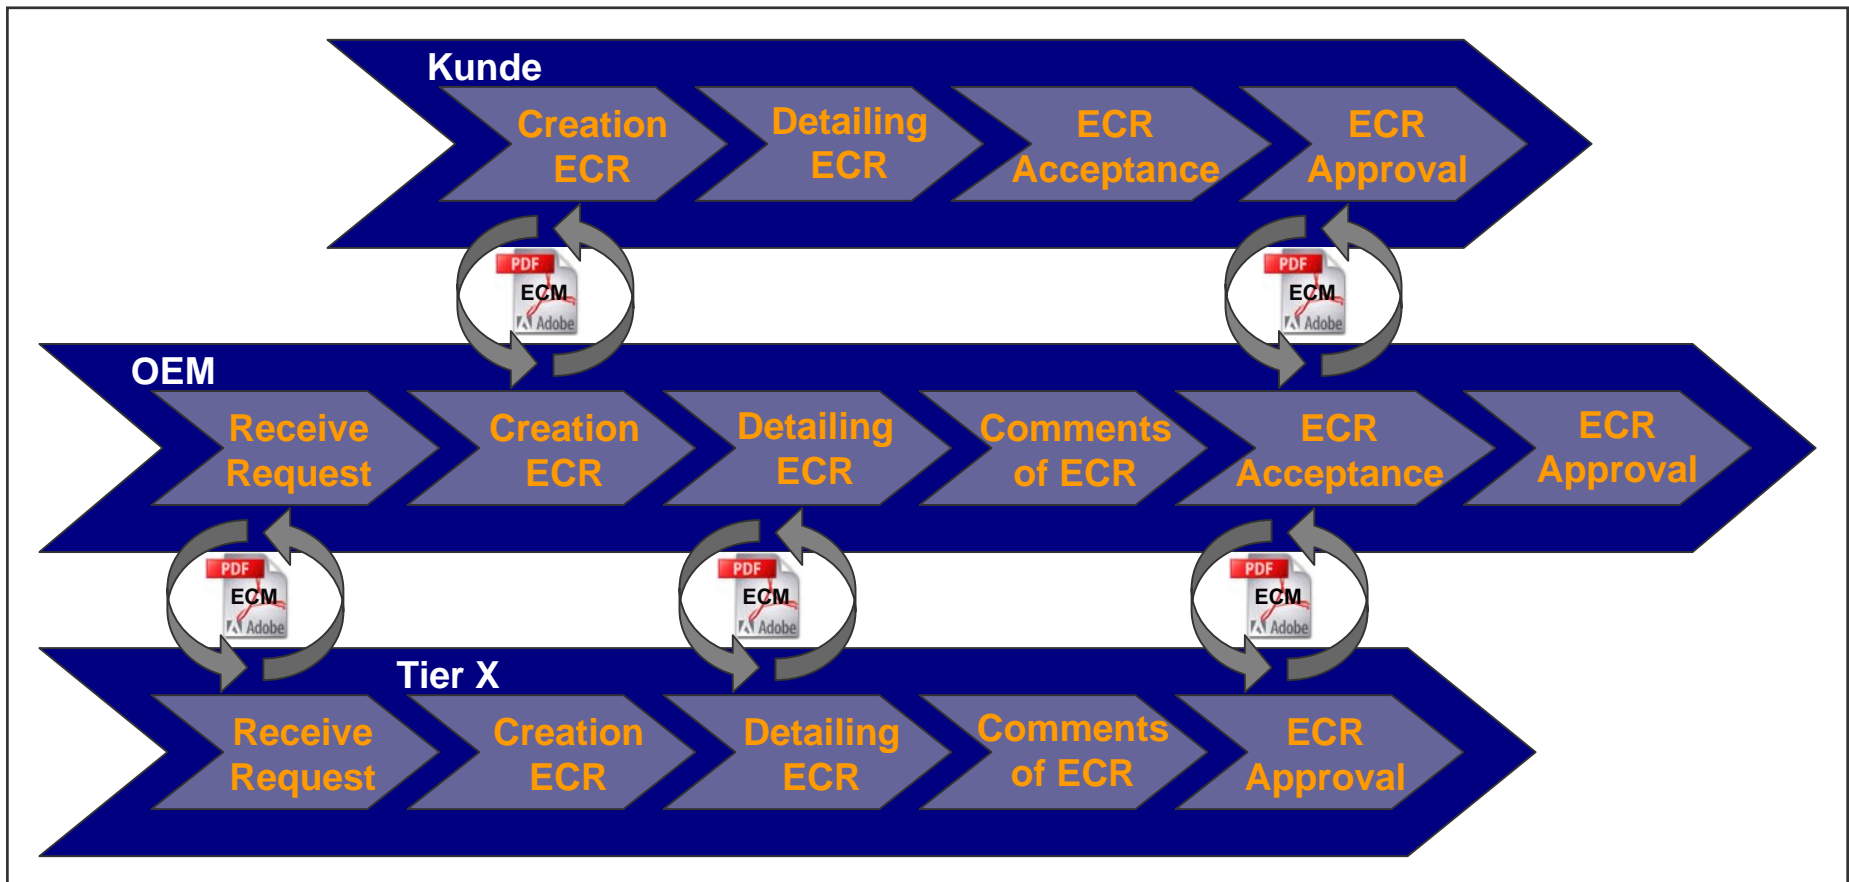 Kunde
Creation
ECR
Detailing
ECR
ECR
Acceptance
ECR
Approval
PDF
ECM
Adobe
PDF
ECM
Adobe
OEM
Receive
Request
Creation
ECR
Detailing
ECR
Comments
of ECR
ECR
Acceptance
ECR
Approval
PDF
ECM
Adobe
PDF
ECM
Adobe
PDF
ECM
Adobe
Tier X
Receive
Request
Creation
ECR
Detailing
ECR
Comments
of ECR
ECR
Approval